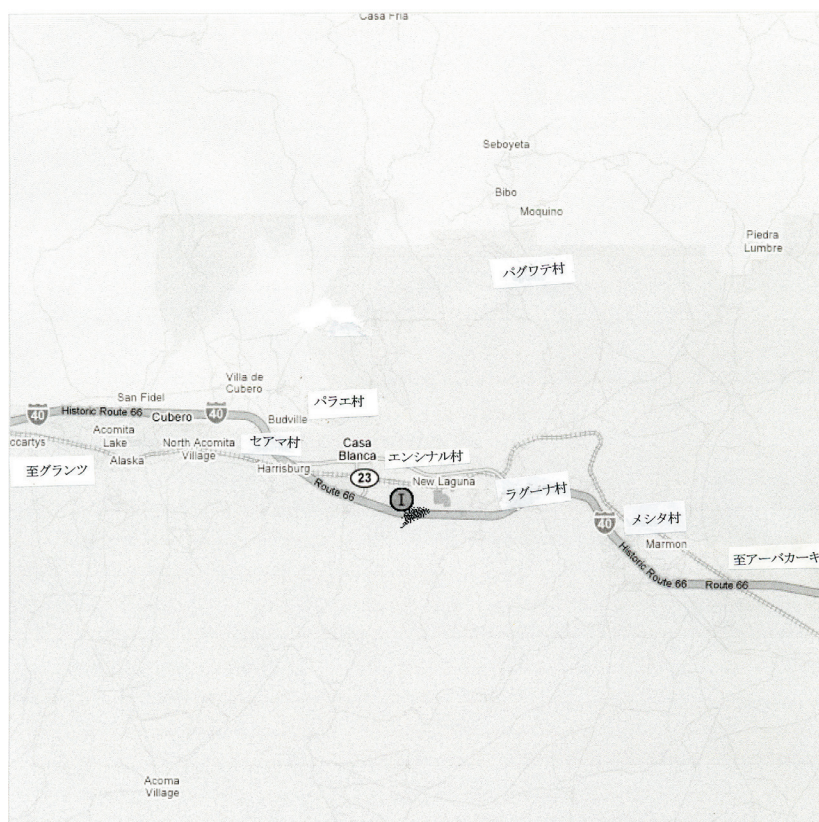 Casa Fria
Seboyeta
Bibo
Moquino
Piedra
Lumbre
パグワテ村
Villa de
Cubero
San Fidel
パラエ村
40
Historic Route 66
Cubero
40
Budville
ccartys
Acomita
Lake
North Acomita
Village
セアマ村
Casa
Blanca
エンシナル村
至グランツ
Alaska
Harrisburg
23
New Laguna
Route 66
I
ラグーナ村
40
メシタ村
Marmon
Historic Route 66
Route 66
至アーバカーキ
Acoma
Village